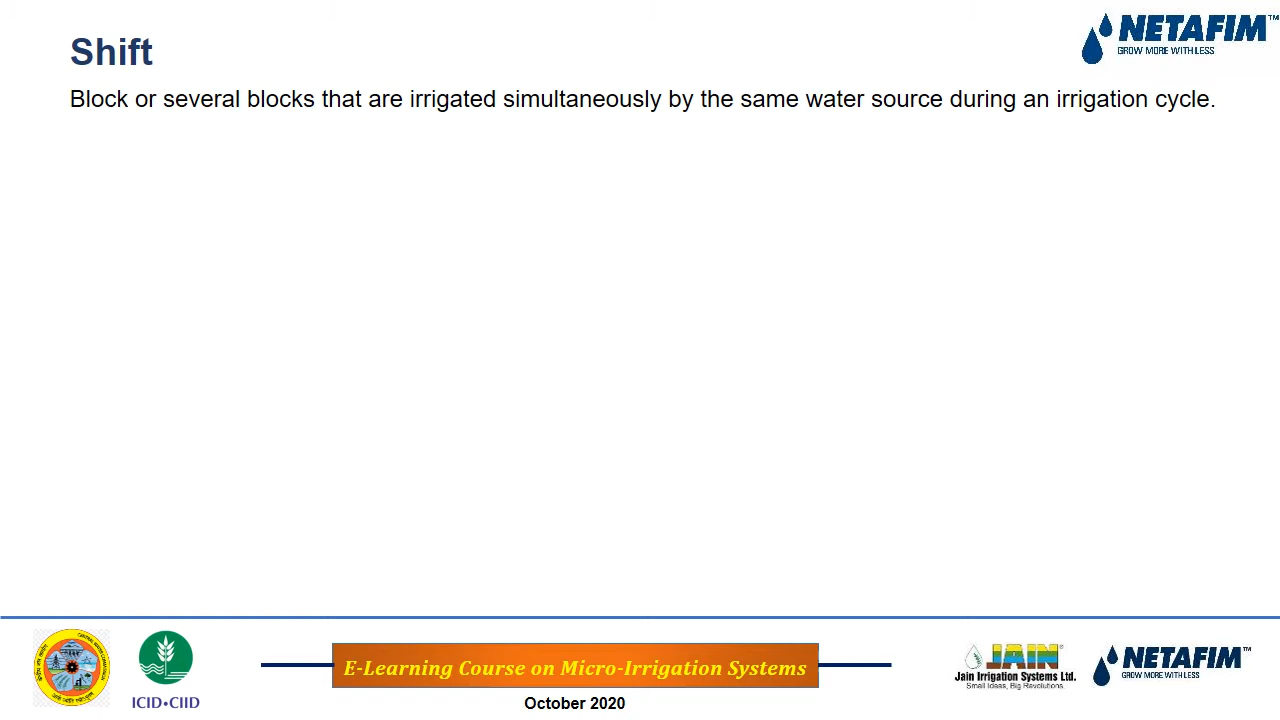 Shift
NETAFIM™
GROW MORE WITH LESS
Block or several blocks that are irrigated simultaneously by the same water source during an irrigation cycle.
ICID•CIID
E-Learning Course on Micro-Irrigation Systems
October 2020
JAIN®
Jain Irrigation Systems Ltd.
Small Ideas, Big Revolutions.
NETAFIM™
GROW MORE WITH LESS